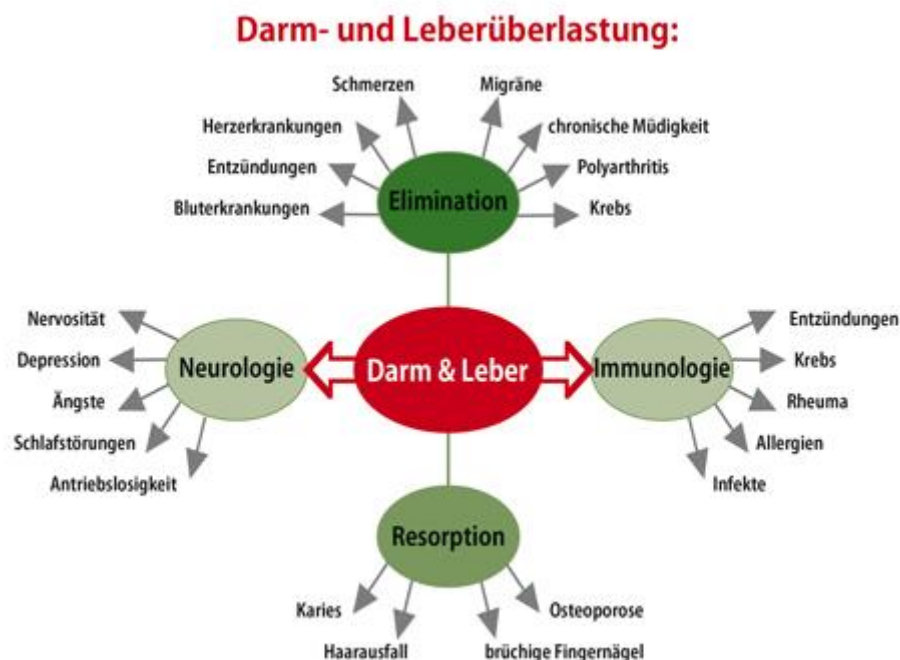 Darm- und Leberüberlastung:
Schmerzen
Migräne
Herzerkrankungen
chronische Müdigkeit
Entzündungen
Polyarthritis
Bluterkrankungen
Elimination
Krebs
Nervosität
Depression
Ängste
Schlafstörungen
Antriebslosigkeit
Neurologie
Darm & Leber
Immunologie
Entzündungen
Krebs
Rheuma
Allergien
Infekte
Resorption
Karies
Osteoporose
Haarausfall
brüchige Fingernägel